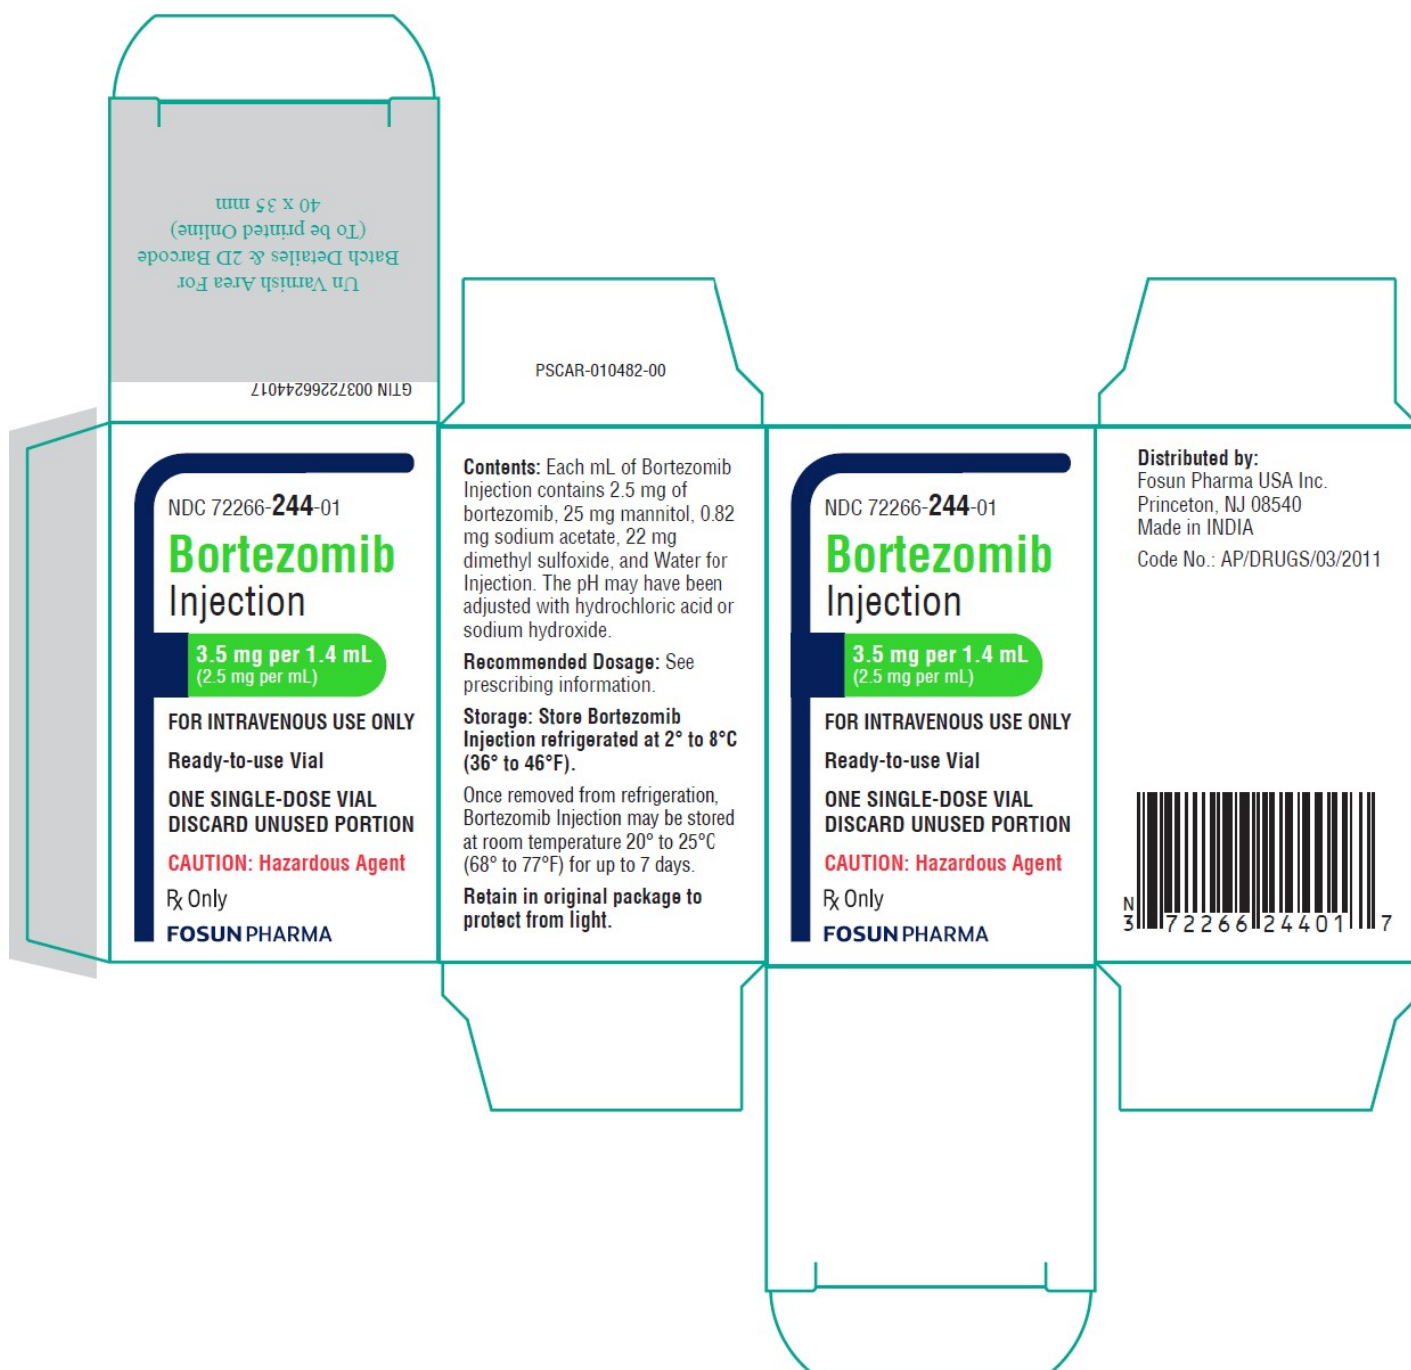 Un Varnish Area For
Batch Detailes & 2D Barcode
(To be printed Online)
40 x 35 mm
GTIN 00372266244017
NDC 72266-244-01
Bortezomib
Injection
3.5 mg per 1.4 mL
(2.5 mg per mL)
FOR INTRAVENOUS USE ONLY
Ready-to-use Vial
ONE SINGLE-DOSE VIAL
DISCARD UNUSED PORTION
CAUTION: Hazardous Agent
Rx Only
FOSUN PHARMA
PSCAR-010482-00
Contents: Each mL of Bortezomib
Injection contains 2.5 mg of
bortezomib, 25 mg mannitol, 0.82
mg sodium acetate, 22 mg
dimethyl sulfoxide, and Water for
Injection. The pH may have been
adjusted with hydrochloric acid or
sodium hydroxide.
Recommended Dosage: See
prescribing information.
Storage: Store Bortezomib
Injection refrigerated at 2° to 8°C
(36° to 46°F).
Once removed from refrigeration,
Bortezomib Injection may be stored
at room temperature 20° to 25°C
(68° to 77°F) for up to 7 days.
Retain in original package to
protect from light.
NDC 72266-244-01
Bortezomib
Injection
3.5 mg per 1.4 mL
(2.5 mg per mL)
FOR INTRAVENOUS USE ONLY
Ready-to-use Vial
ONE SINGLE-DOSE VIAL
DISCARD UNUSED PORTION
CAUTION: Hazardous Agent
Rx Only
FOSUN PHARMA
Distributed by:
Fosun Pharma USA Inc.
Princeton, NJ 08540
Made in INDIA
Code No.: AP/DRUGS/03/2011
N
3 72266 24401 7